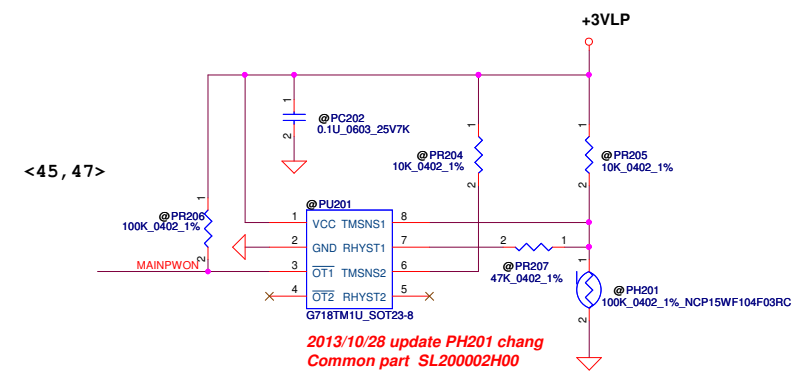 +3VLP
1
@PC202
0.1U_0603_25V7K
2
1
@PR204
10K_0402_1%
2
1
@PR205
10K_0402_1%
2
<45,47>
1
@PR206
100K_0402_1%
2
MAINPWON
@PU201
1 VCC TMSNS1 8
2 GND RHYST1 7
3 OT1 TMSNS2 6
4 OT2 RHYST2 5
G718TM1U_SOT23-8
2 1
@PR207
47K_0402_1%
1
@PH201
100K_0402_1%_NCP15WF104F03RC
2
2013/10/28 update PH201 chang
Common part SL200002H00